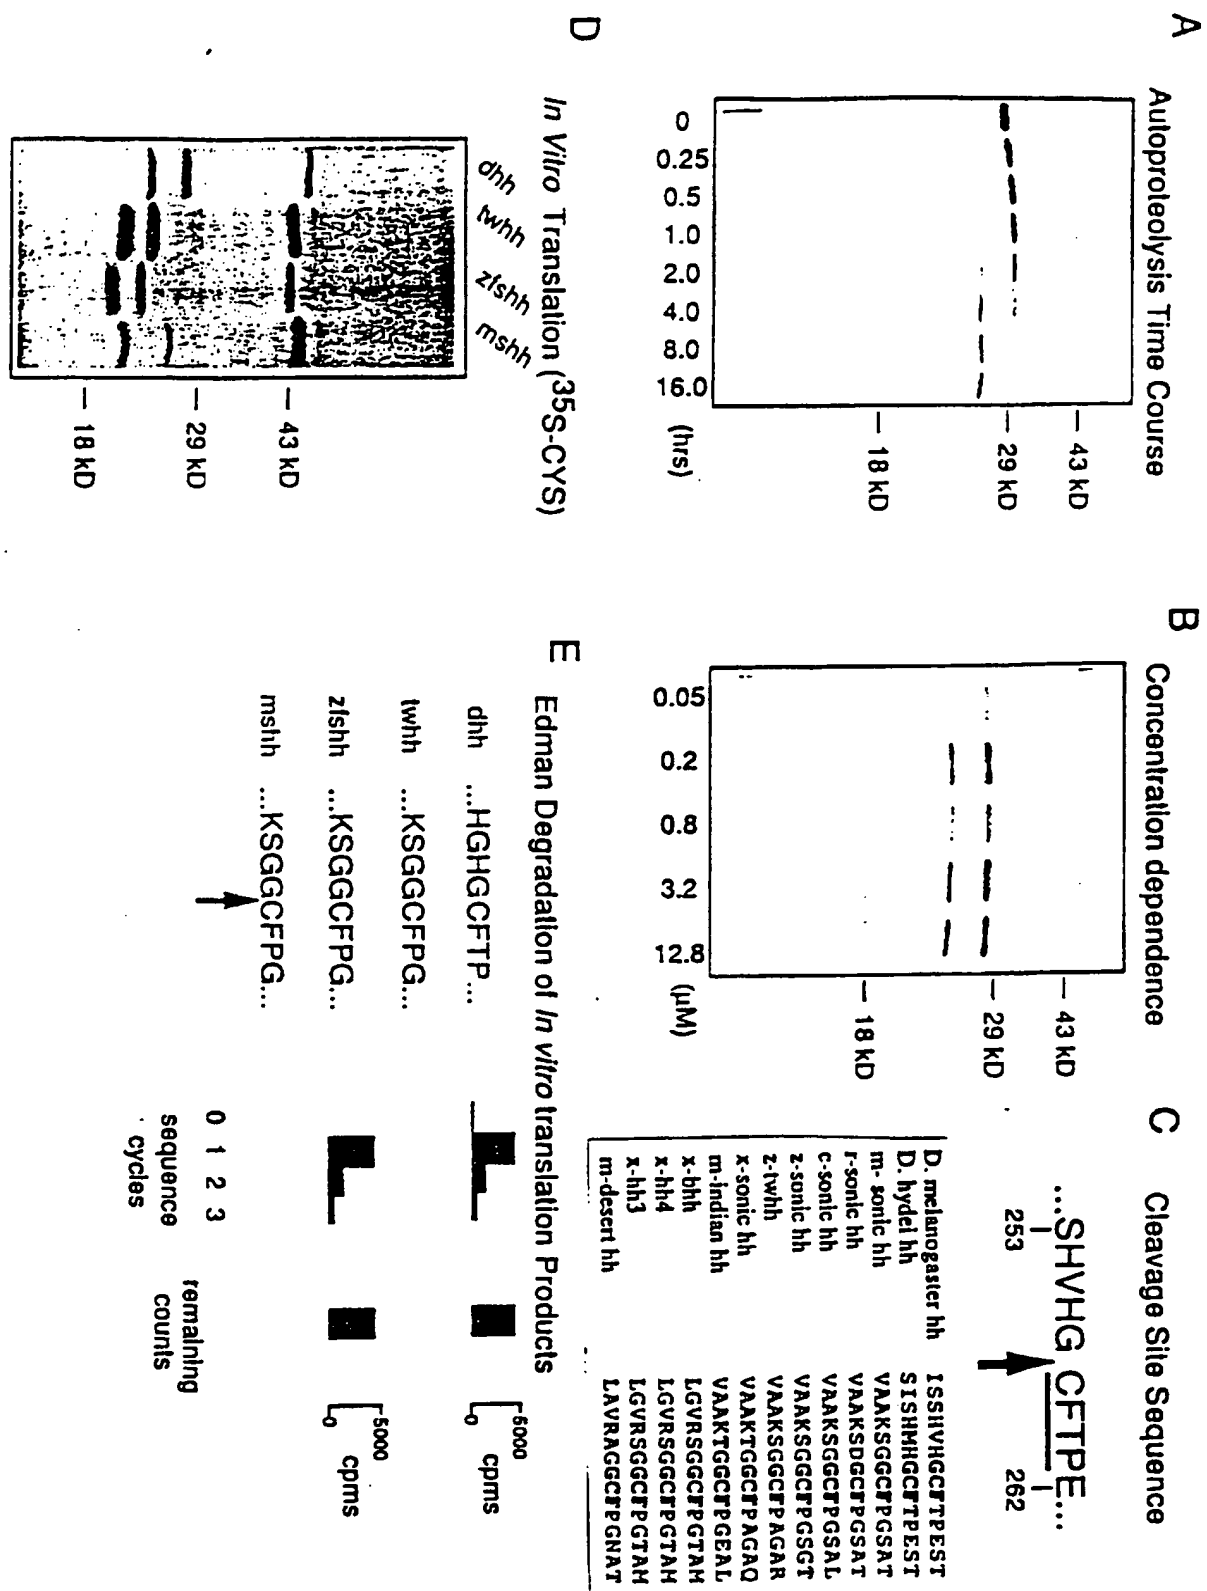 A
Autoproteolysis Time Course
0
0.25
0.5
1.0
2.0
4.0
8.0
16.0
(hrs)
43 kD
29 kD
18 kD
B
Concentration dependence
0.05
0.2
0.8
3.2
12.8
(μM)
43 kD
29 kD
18 kD
C
Cleavage Site Sequence
...SHVHG CFTPE...
253 262
D. melanogaster hh ISSHVHGCFTPEST
D. hydei hh SISHMHGCFTPEST
m- sonic hh VAAKSGGCFPGSAT
r-sonic hh VAAKSDGCFPGSAT
c-sonic hh VAAKSGGCFPGSAL
z-sonic hh VAAKSGGCFPGSGT
z-twhh VAAKSGGCFPAGAR
x-sonic hh VAAKTGGCFPAGAQ
m-indian hh VAAKTGGCFPGEAL
x-bhh LGVRSGGCFPGTAM
x-hh4 LGVRSGGCFPGTAM
x-hh3 LGVRSGGCFPGTAM
m-desert hh LAVRAGGCFPGNAT
D
In Vitro Translation (35S-CYS)
dhh
twhh
zfshh
mshh
43 kD
29 kD
18 kD
E
Edman Degradation of In vitro translation Products
dhh ...HGHGCFTP...
twhh ...KSGGCFPG...
zfshh ...KSGGCFPG...
mshh ...KSGGCFPG...
5000
0
cpms
5000
0
cpms
0 1 2 3
sequence
cycles
remaining
counts